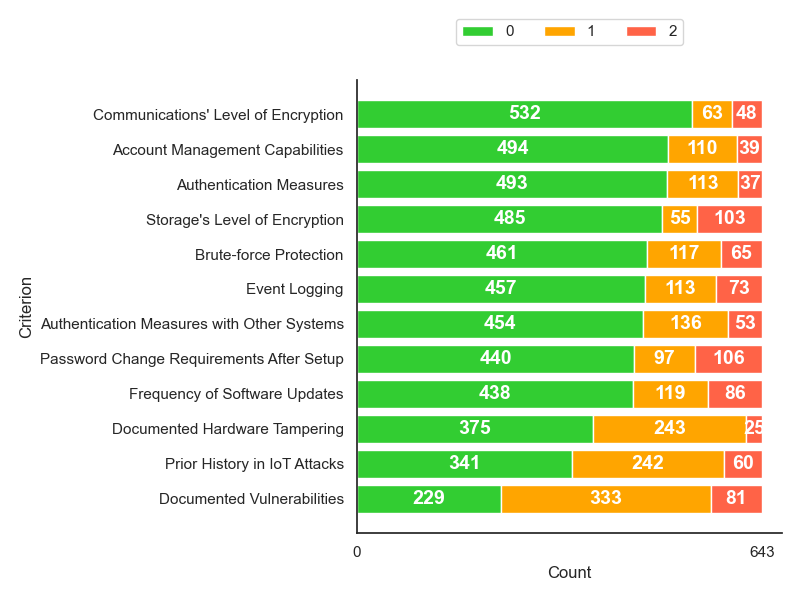 0 1 2
Criterion
Communications' Level of Encryption 532 63 48
Account Management Capabilities 494 110 39
Authentication Measures 493 113 37
Storage's Level of Encryption 485 55 103
Brute-force Protection 461 117 65
Event Logging 457 113 73
Authentication Measures with Other Systems 454 136 53
Password Change Requirements After Setup 440 97 106
Frequency of Software Updates 438 119 86
Documented Hardware Tampering 375 243 25
Prior History in IoT Attacks 341 242 60
Documented Vulnerabilities 229 333 81
0 643
Count